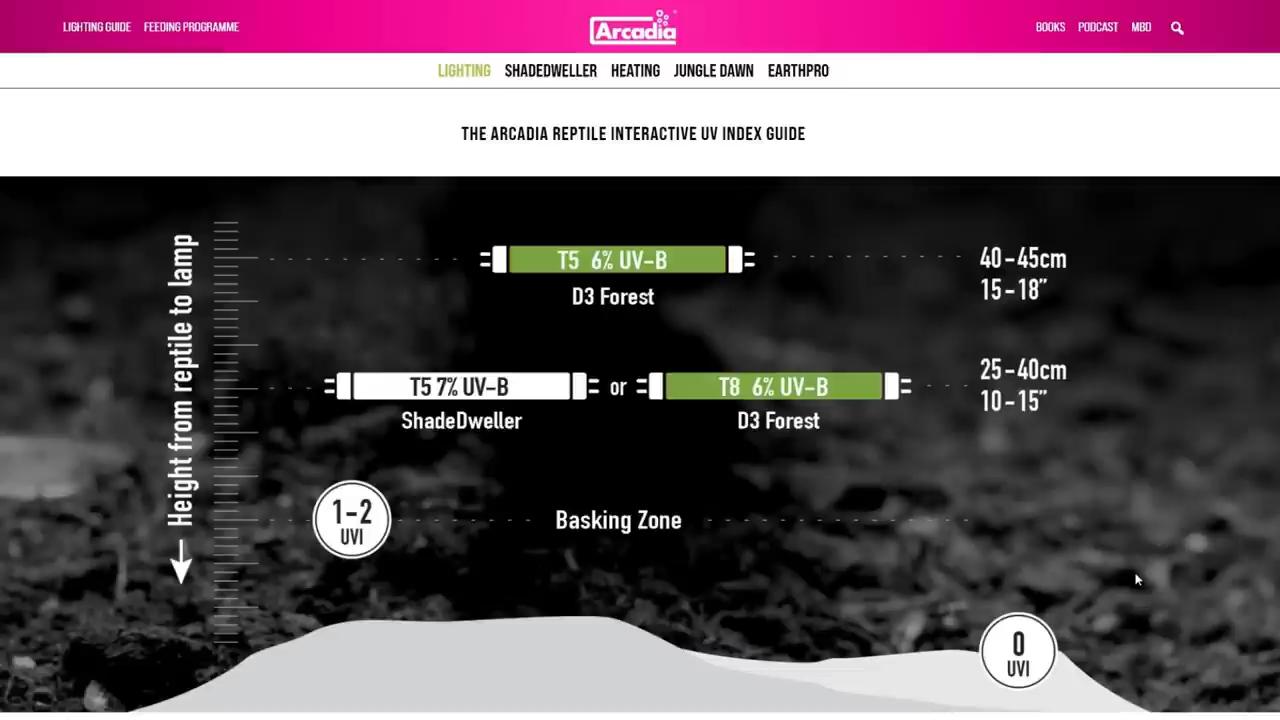 LIGHTING GUIDE FEEDING PROGRAMME
Arcadia
BOOKS PODCAST MBD
LIGHTING SHADEDWELLER HEATING JUNGLE DAWN EARTHPRO
THE ARCADIA REPTILE INTERACTIVE UV INDEX GUIDE
Height from reptile to lamp
T5 6% UV-B
D3 Forest
40-45cm
15-18"
T5 7% UV-B
ShadeDweller
or
T8 6% UV-B
D3 Forest
25-40cm
10-15"
1-2
UVI
Basking Zone
0
UVI